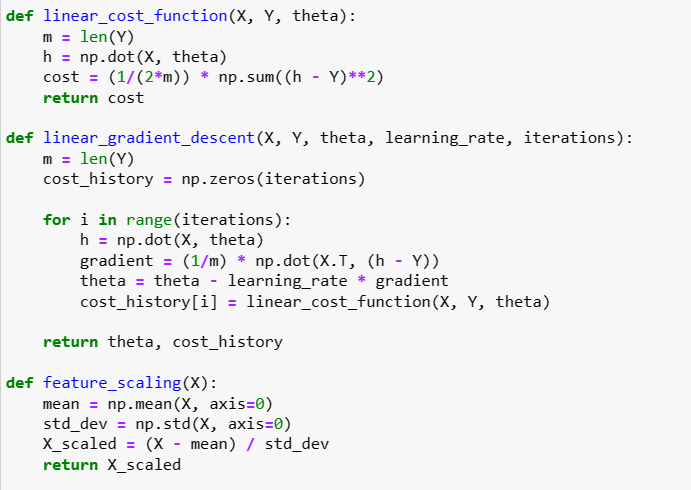 def linear_cost_function(X, Y, theta):
    m = len(Y)
    h = np.dot(X, theta)
    cost = (1/(2*m)) * np.sum((h - Y)**2)
    return cost

def linear_gradient_descent(X, Y, theta, learning_rate, iterations):
    m = len(Y)
    cost_history = np.zeros(iterations)

    for i in range(iterations):
        h = np.dot(X, theta)
        gradient = (1/m) * np.dot(X.T, (h - Y))
        theta = theta - learning_rate * gradient
        cost_history[i] = linear_cost_function(X, Y, theta)

    return theta, cost_history

def feature_scaling(X):
    mean = np.mean(X, axis=0)
    std_dev = np.std(X, axis=0)
    X_scaled = (X - mean) / std_dev
    return X_scaled